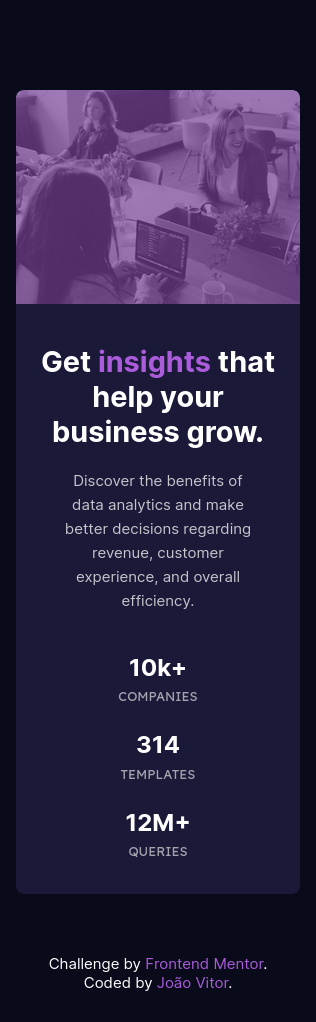 Get insights that
help your
business grow.
Discover the benefits of
data analytics and make
better decisions regarding
revenue, customer
experience, and overall
efficiency.
10k+
COMPANIES
314
TEMPLATES
12M+
QUERIES
Challenge by Frontend Mentor.
Coded by João Vitor.